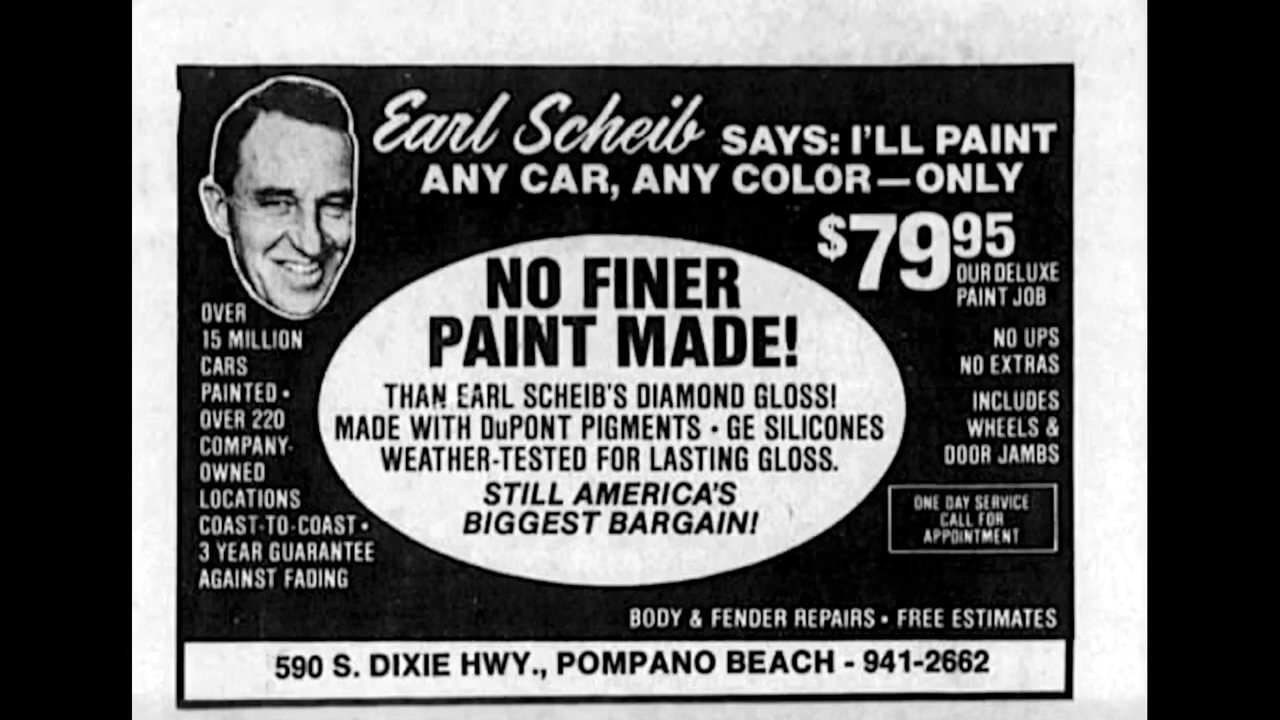 Earl Scheib SAYS: I'LL PAINT
ANY CAR, ANY COLOR—ONLY
$79.95
OUR DELUXE
PAINT JOB
NO UPS
NO EXTRAS
INCLUDES
WHEELS &
DOOR JAMBS
ONE DAY SERVICE
CALL FOR
APPOINTMENT
NO FINER
PAINT MADE!
THAN EARL SCHEIB'S DIAMOND GLOSS!
MADE WITH DuPONT PIGMENTS • GE SILICONES
WEATHER-TESTED FOR LASTING GLOSS.
STILL AMERICA'S
BIGGEST BARGAIN!
OVER
15 MILLION
CARS
PAINTED •
OVER 220
COMPANY-
OWNED
LOCATIONS
COAST-TO-COAST •
3 YEAR GUARANTEE
AGAINST FADING
BODY & FENDER REPAIRS • FREE ESTIMATES
590 S. DIXIE HWY., POMPANO BEACH - 941-2662